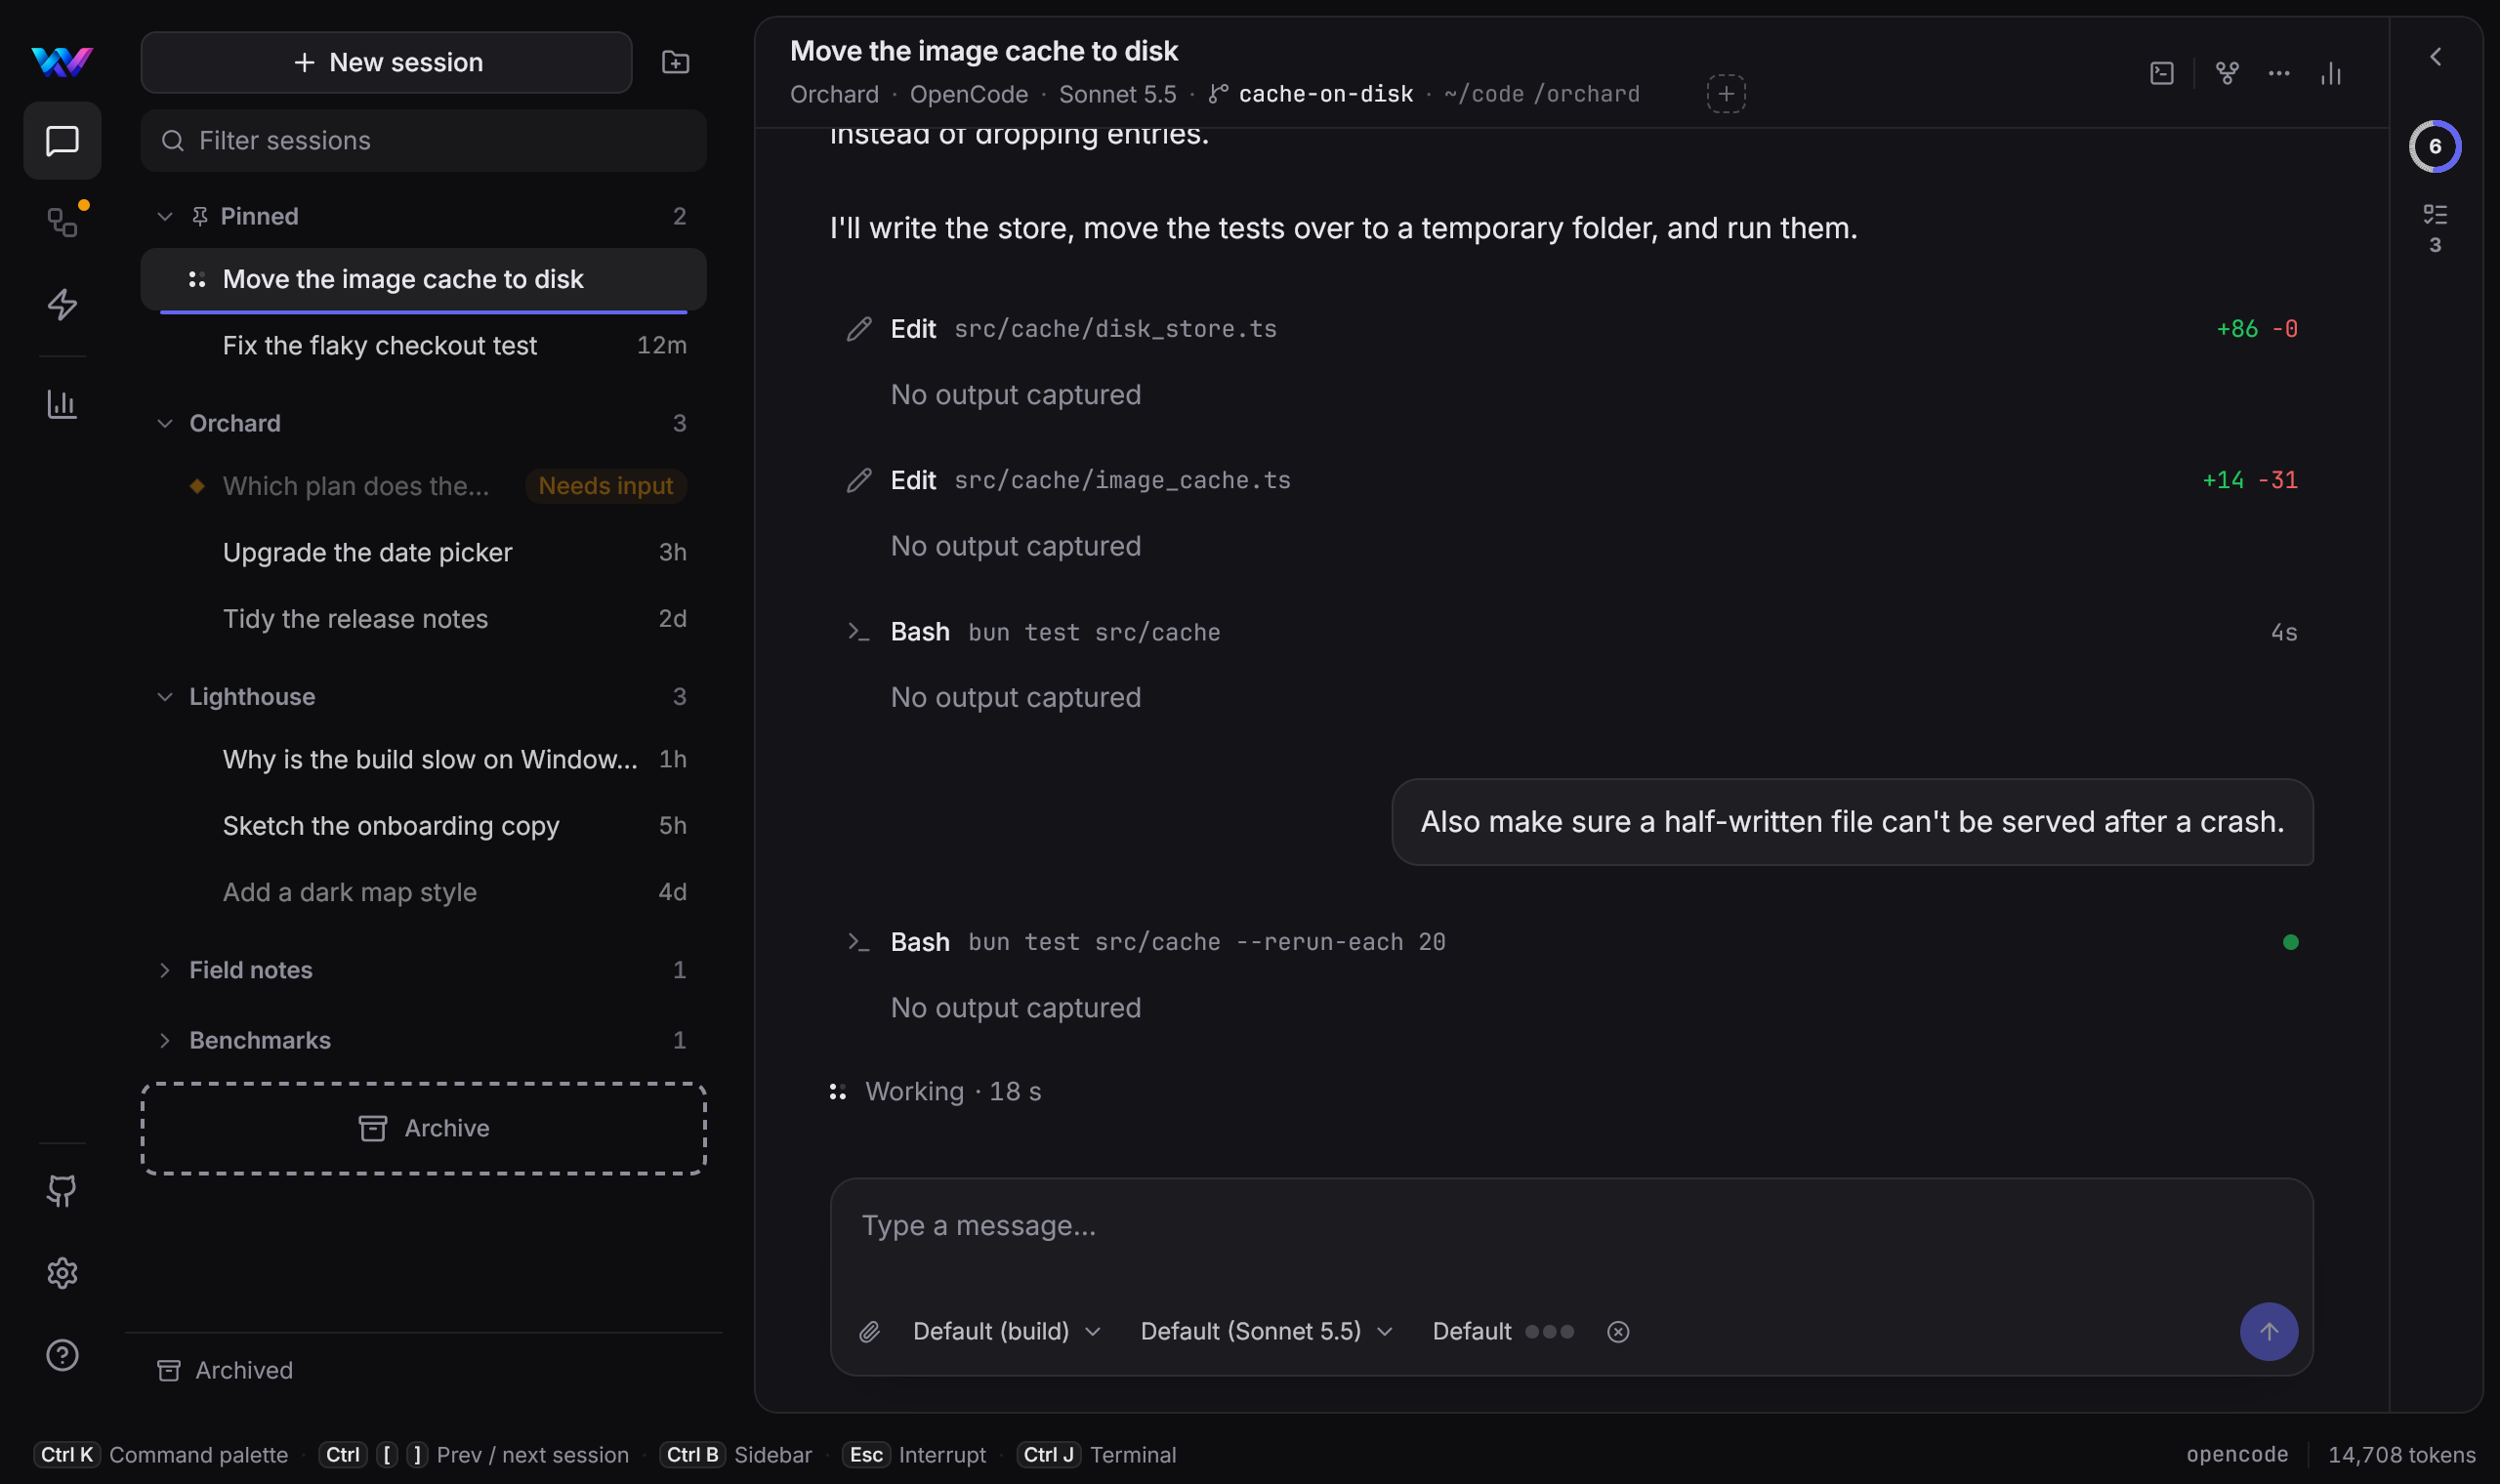 New session
Filter sessions
Pinned 2
Move the image cache to disk
Fix the flaky checkout test 12m
Orchard 3
Which plan does the... Needs input
Upgrade the date picker 3h
Tidy the release notes 2d
Lighthouse 3
Why is the build slow on Window... 1h
Sketch the onboarding copy 5h
Add a dark map style 4d
Field notes 1
Benchmarks 1
Archive
Archived
Move the image cache to disk
Orchard · OpenCode · Sonnet 5.5 · cache-on-disk · ~/code /orchard
instead of dropping entries.
I'll write the store, move the tests over to a temporary folder, and run them.
Edit src/cache/disk_store.ts +86 -0
No output captured
Edit src/cache/image_cache.ts +14 -31
No output captured
Bash bun test src/cache 4s
No output captured
Also make sure a half-written file can't be served after a crash.
Bash bun test src/cache --rerun-each 20
No output captured
Working · 18 s
Type a message...
Default (build) Default (Sonnet 5.5) Default
6
3
Ctrl K Command palette · Ctrl [ ] Prev / next session · Ctrl B Sidebar · Esc Interrupt · Ctrl J Terminal
opencode 14,708 tokens